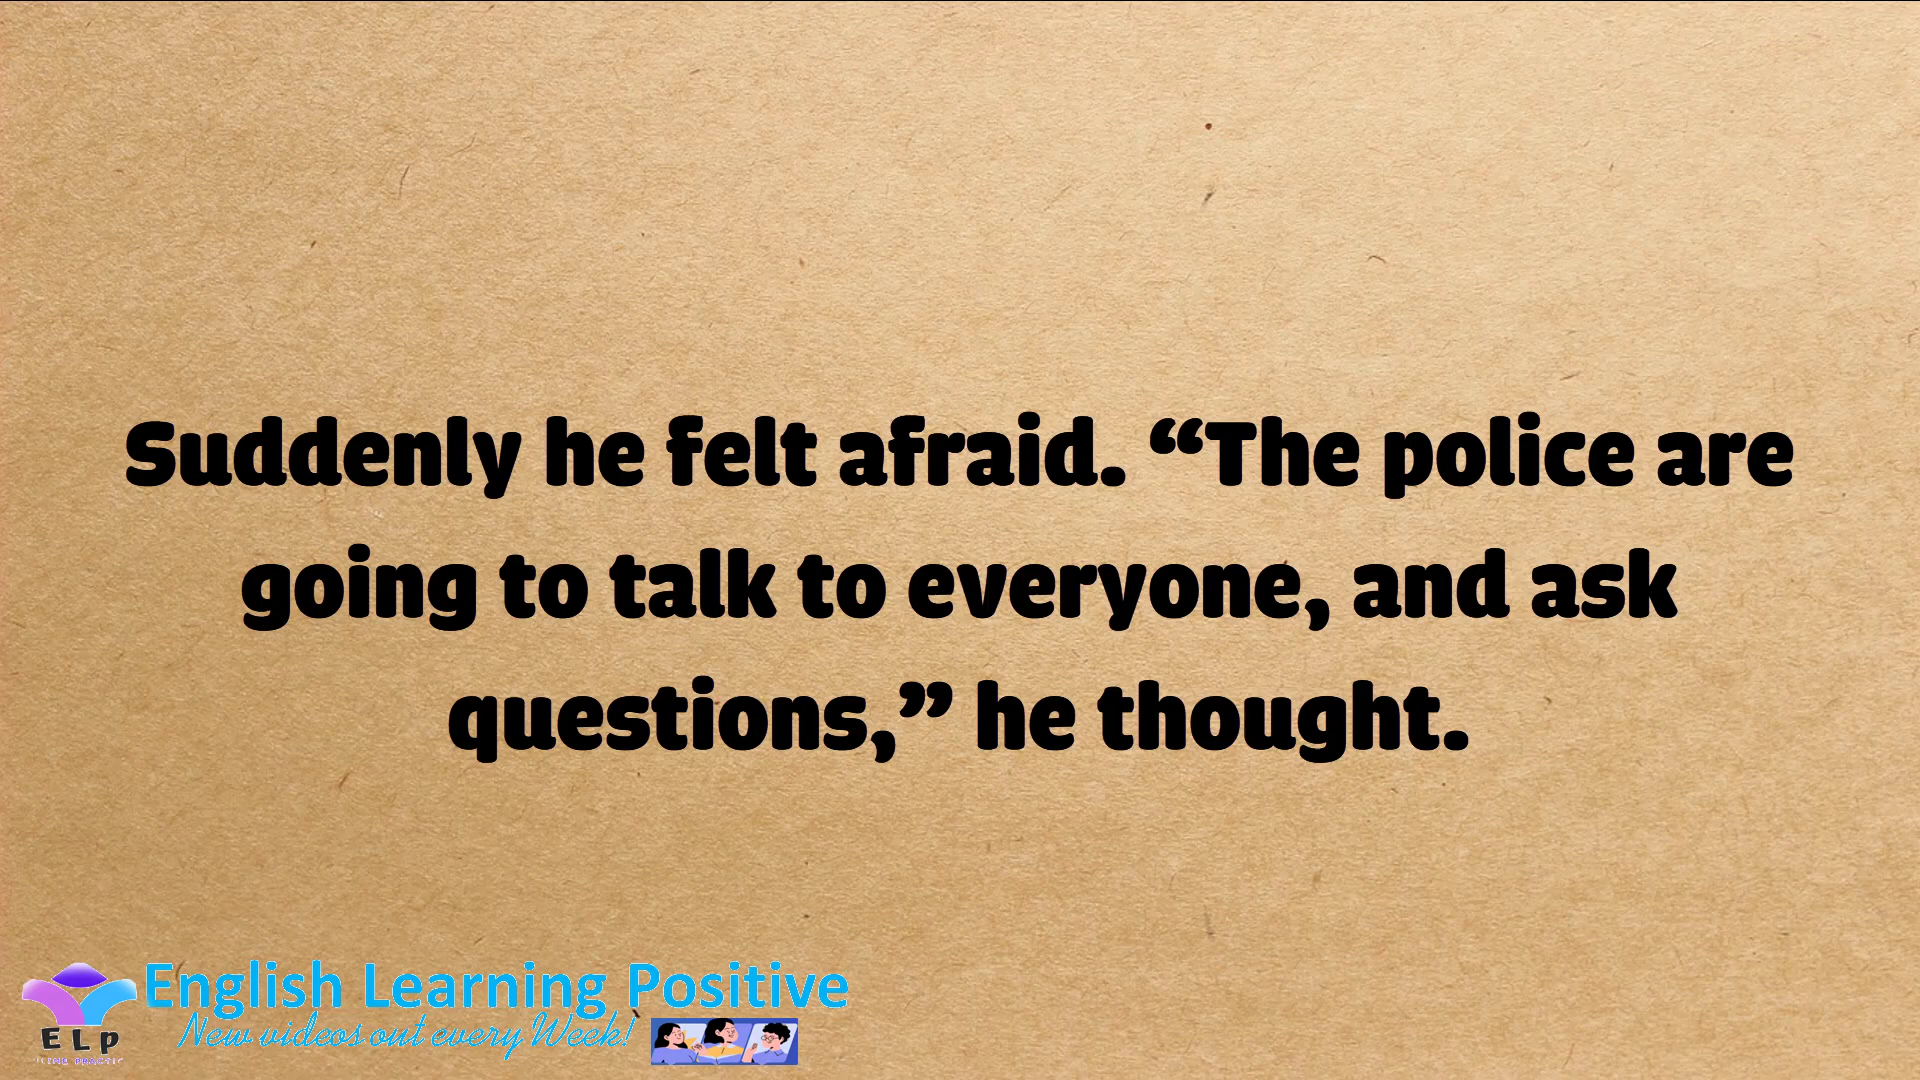 Suddenly he felt afraid. “The police are
going to talk to everyone, and ask
questions,” he thought.
English Learning Positive
New videos out every Week!
ELP